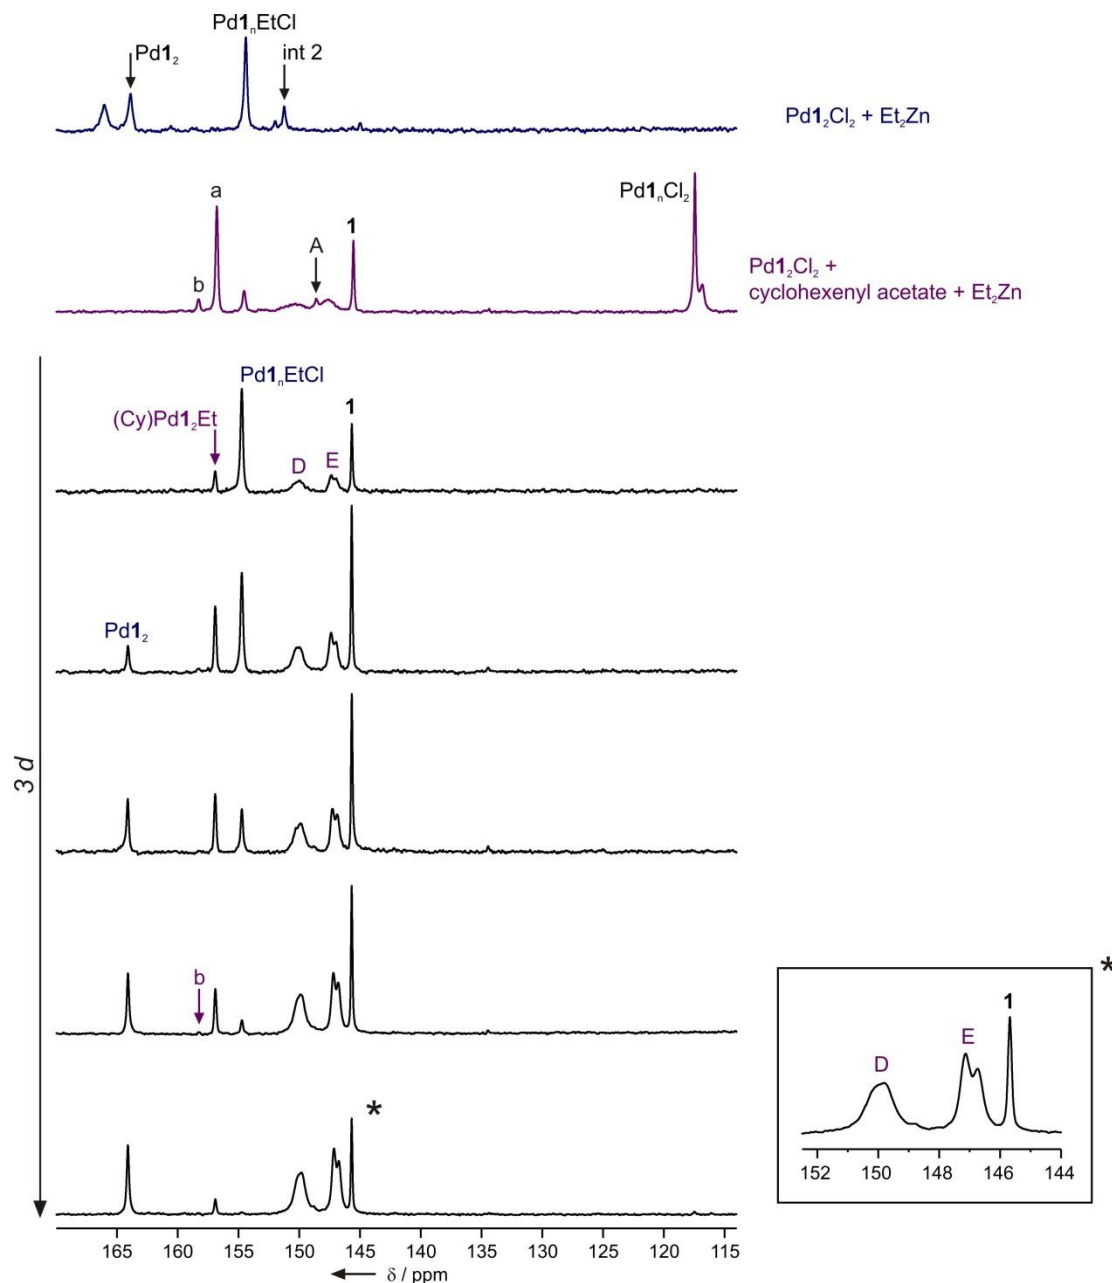 Pd1ₙEtCl
Pd1₂
int 2
Pd1₂Cl₂ + Et₂Zn
a
b
A
1
Pd1ₙCl₂
Pd1₂Cl₂ +
cyclohexenyl acetate + Et₂Zn
Pd1ₙEtCl
(Cy)Pd1₂Et
D
E
1
Pd1₂
3 d
b
*
*
D
E
1
152 150 148 146 144
165 160 155 150 145 140 135 130 125 120 115
← δ / ppm